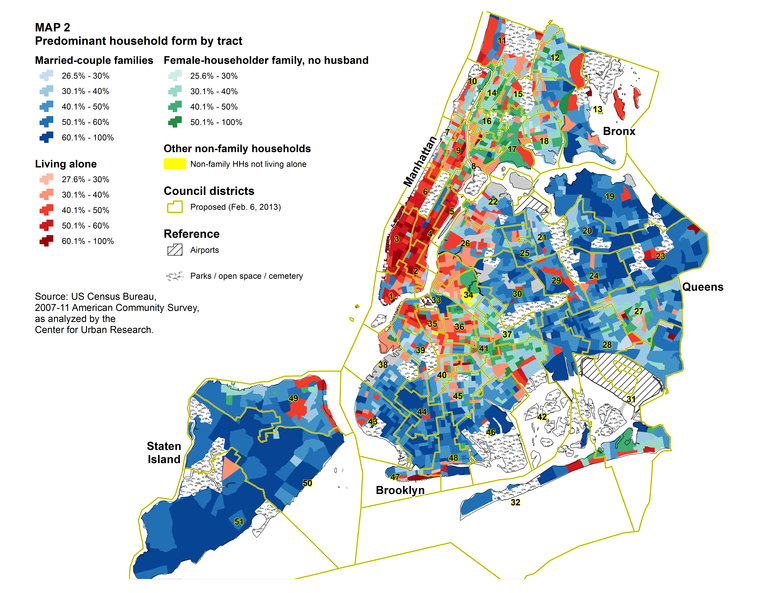 MAP 2
Predominant household form by tract
Married-couple families
26.5% - 30%
30.1% - 40%
40.1% - 50%
50.1% - 60%
60.1% - 100%
Living alone
27.6% - 30%
30.1% - 40%
40.1% - 50%
50.1% - 60%
60.1% - 100%
Female-householder family, no husband
25.6% - 30%
30.1% - 40%
40.1% - 50%
50.1% - 100%
Other non-family households
Non-family HHs not living alone
Council districts
Proposed (Feb. 6, 2013)
Reference
Airports
Parks / open space / cemetery
Source: US Census Bureau,
2007-11 American Community Survey,
as analyzed by the
Center for Urban Research.
11
12
10
14
15
13
Bronx
16
7
18
17
9
8
Manhattan
6
5
22
19
3
4
26
21
20
25
23
2
24
29
Queens
1
33
34
30
27
35
36
37
28
39
41
38
40
31
45
49
44
42
43
46
Staten
Island
48
47
50
Brooklyn
32
51